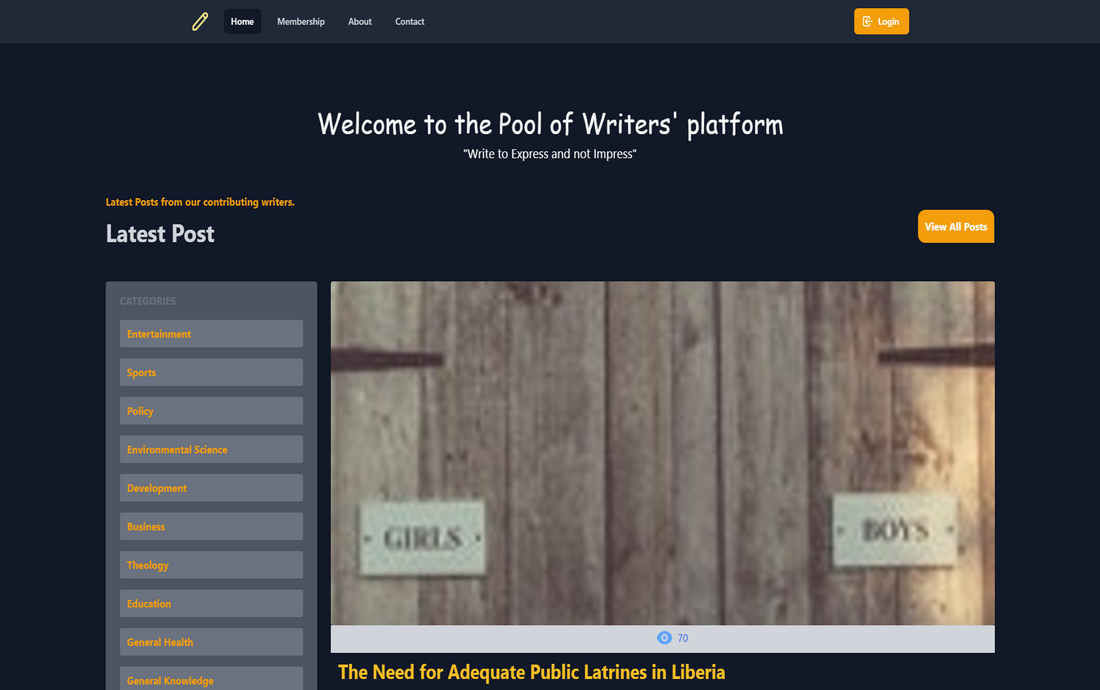 Home Membership About Contact Login
Welcome to the Pool of Writers' platform
"Write to Express and not Impress"
Latest Posts from our contributing writers.
Latest Post
View All Posts
CATEGORIES
Entertainment
Sports
Policy
Environmental Science
Development
Business
Theology
Education
General Health
General Knowledge
GIRLS
BOYS
70
The Need for Adequate Public Latrines in Liberia